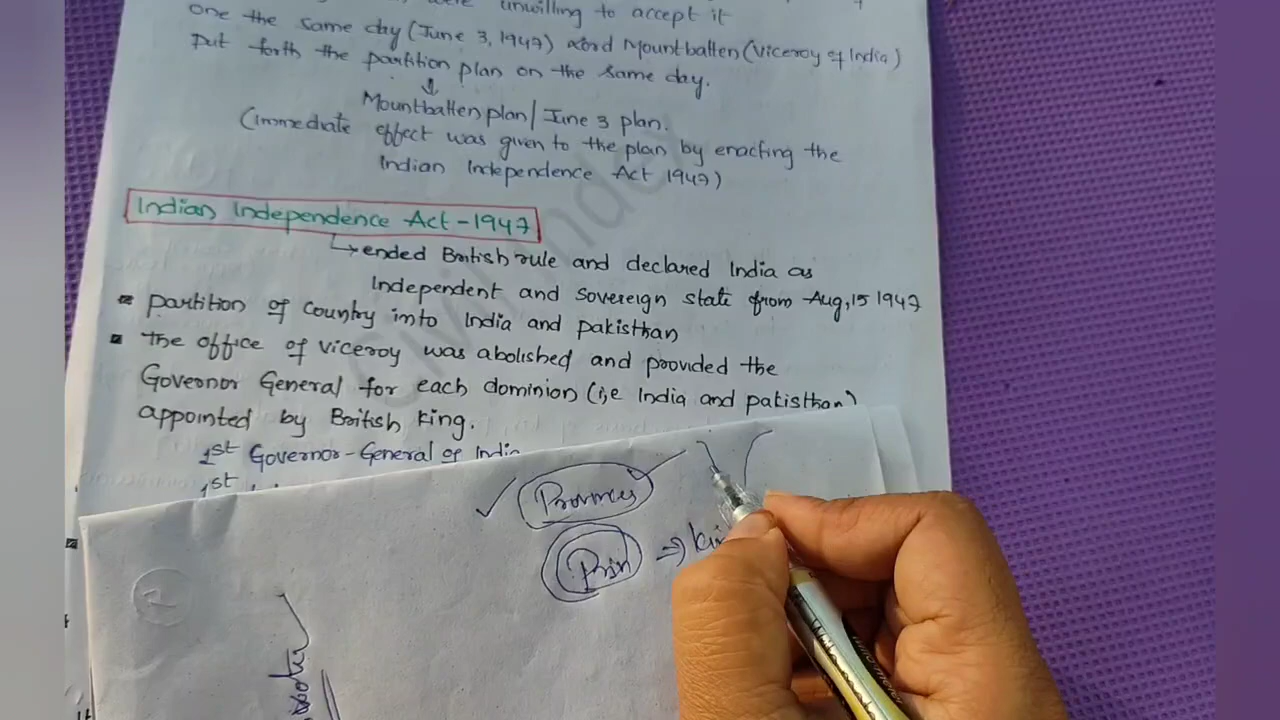 were unwilling to accept it
one the same day (June 3, 1947) Lord Mountbatten (Viceroy of India)
Put forth the partition plan on the same day.
↓
Mountbatten plan/ June 3 plan.
(immediate effect was given to the plan by enacting the
Indian Independence Act 1947)
Indian Independence Act - 1947
↳ ended British rule and declared India as
Independent and sovereign state from Aug, 15 1947
▪ partition of country into India and pakisthan
▪ The office of viceroy was abolished and provided the
Governor General for each dominion (i,e India and pakisthan)
appointed by British king.
1st Governor-General of India
1st
✓ Provinces
Prin ⇒ Ki